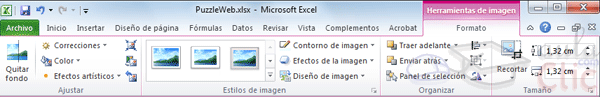 PuzzleWeb.xlsx - Microsoft Excel
Herramientas de imagen
Archivo Inicio Insertar Diseño de página Fórmulas Datos Revisar Vista Complementos Acrobat Formato
Quitar fondo
Correcciones
Color
Efectos artísticos
Ajustar
Contorno de imagen
Efectos de la imagen
Diseño de imagen
Estilos de imagen
Traer adelante
Enviar atrás
Panel de selección
Organizar
Recortar
1,32 cm
1,32 cm
Tamaño